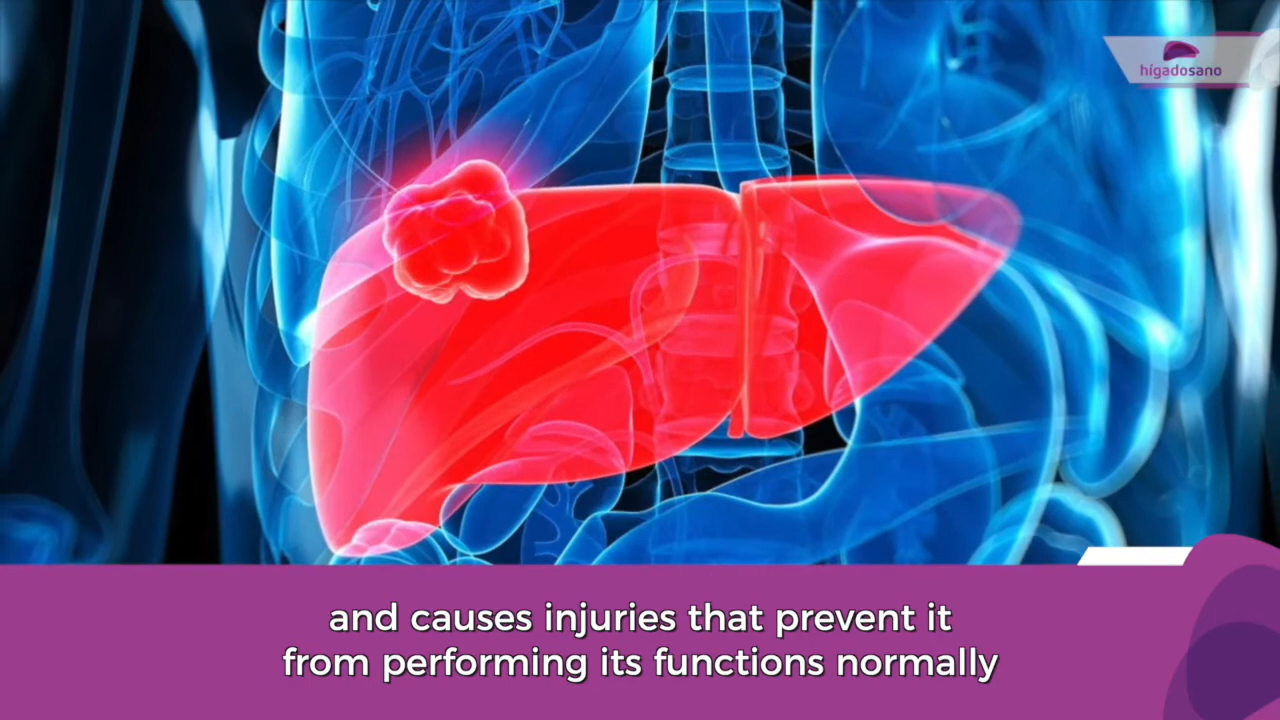 hígadosano
and causes injuries that prevent it
from performing its functions normally